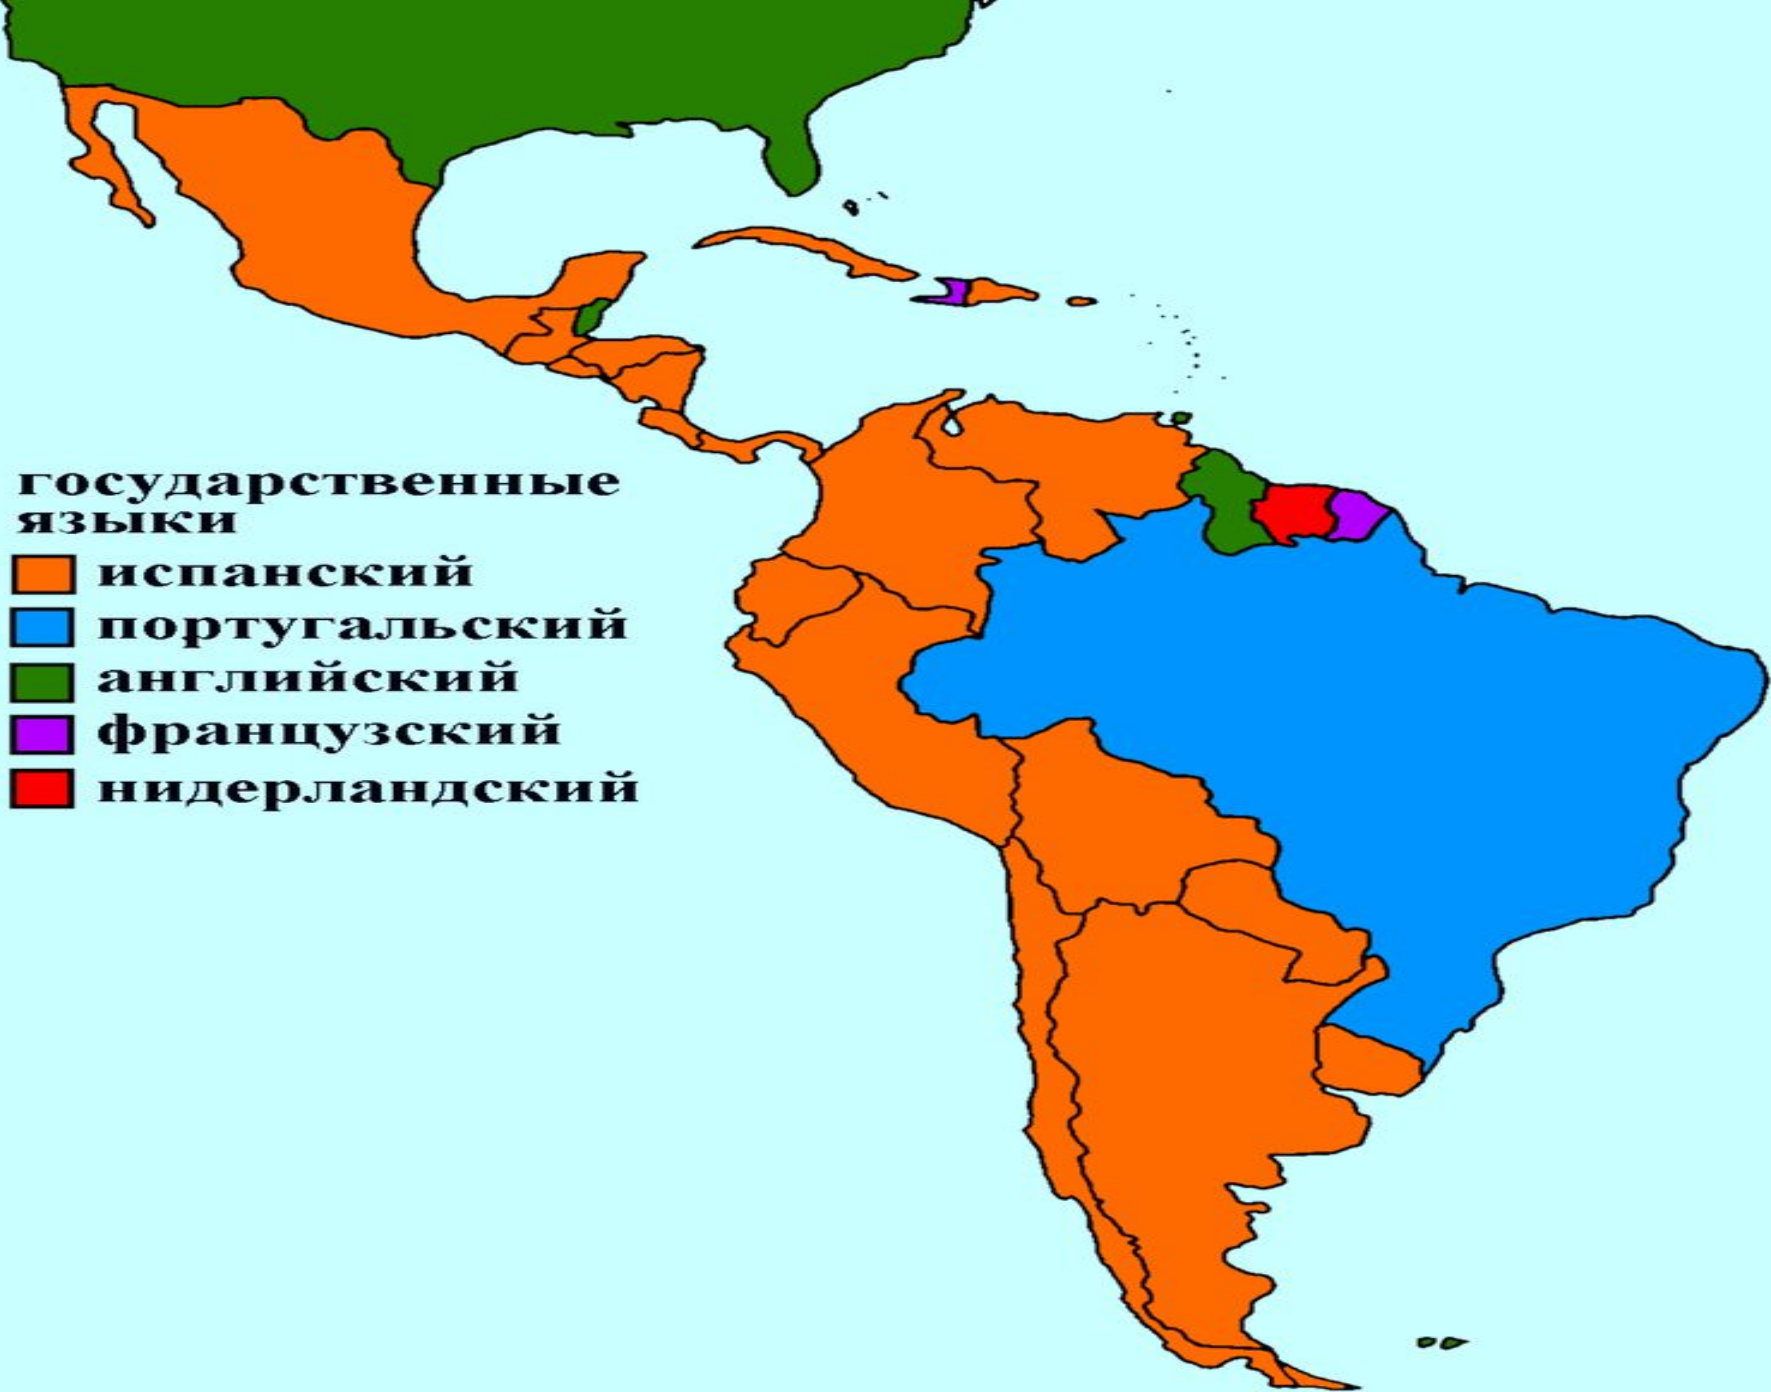 государственные
языки
испанский
португальский
английский
французский
нидерландский